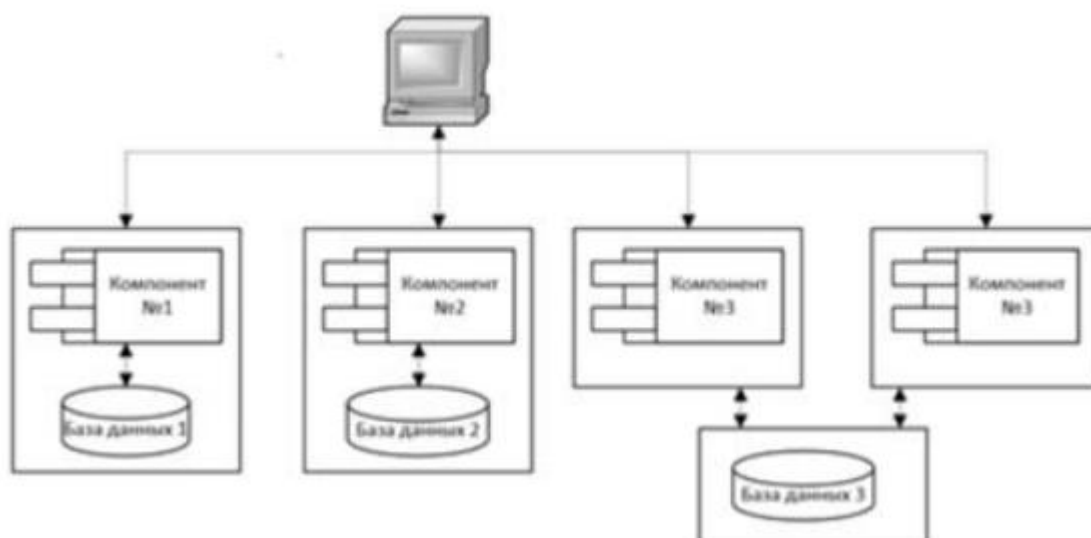 Компонент
№1
База данных 1
Компонент
№2
База данных 2
Компонент
№3
Компонент
№3
База данных 3